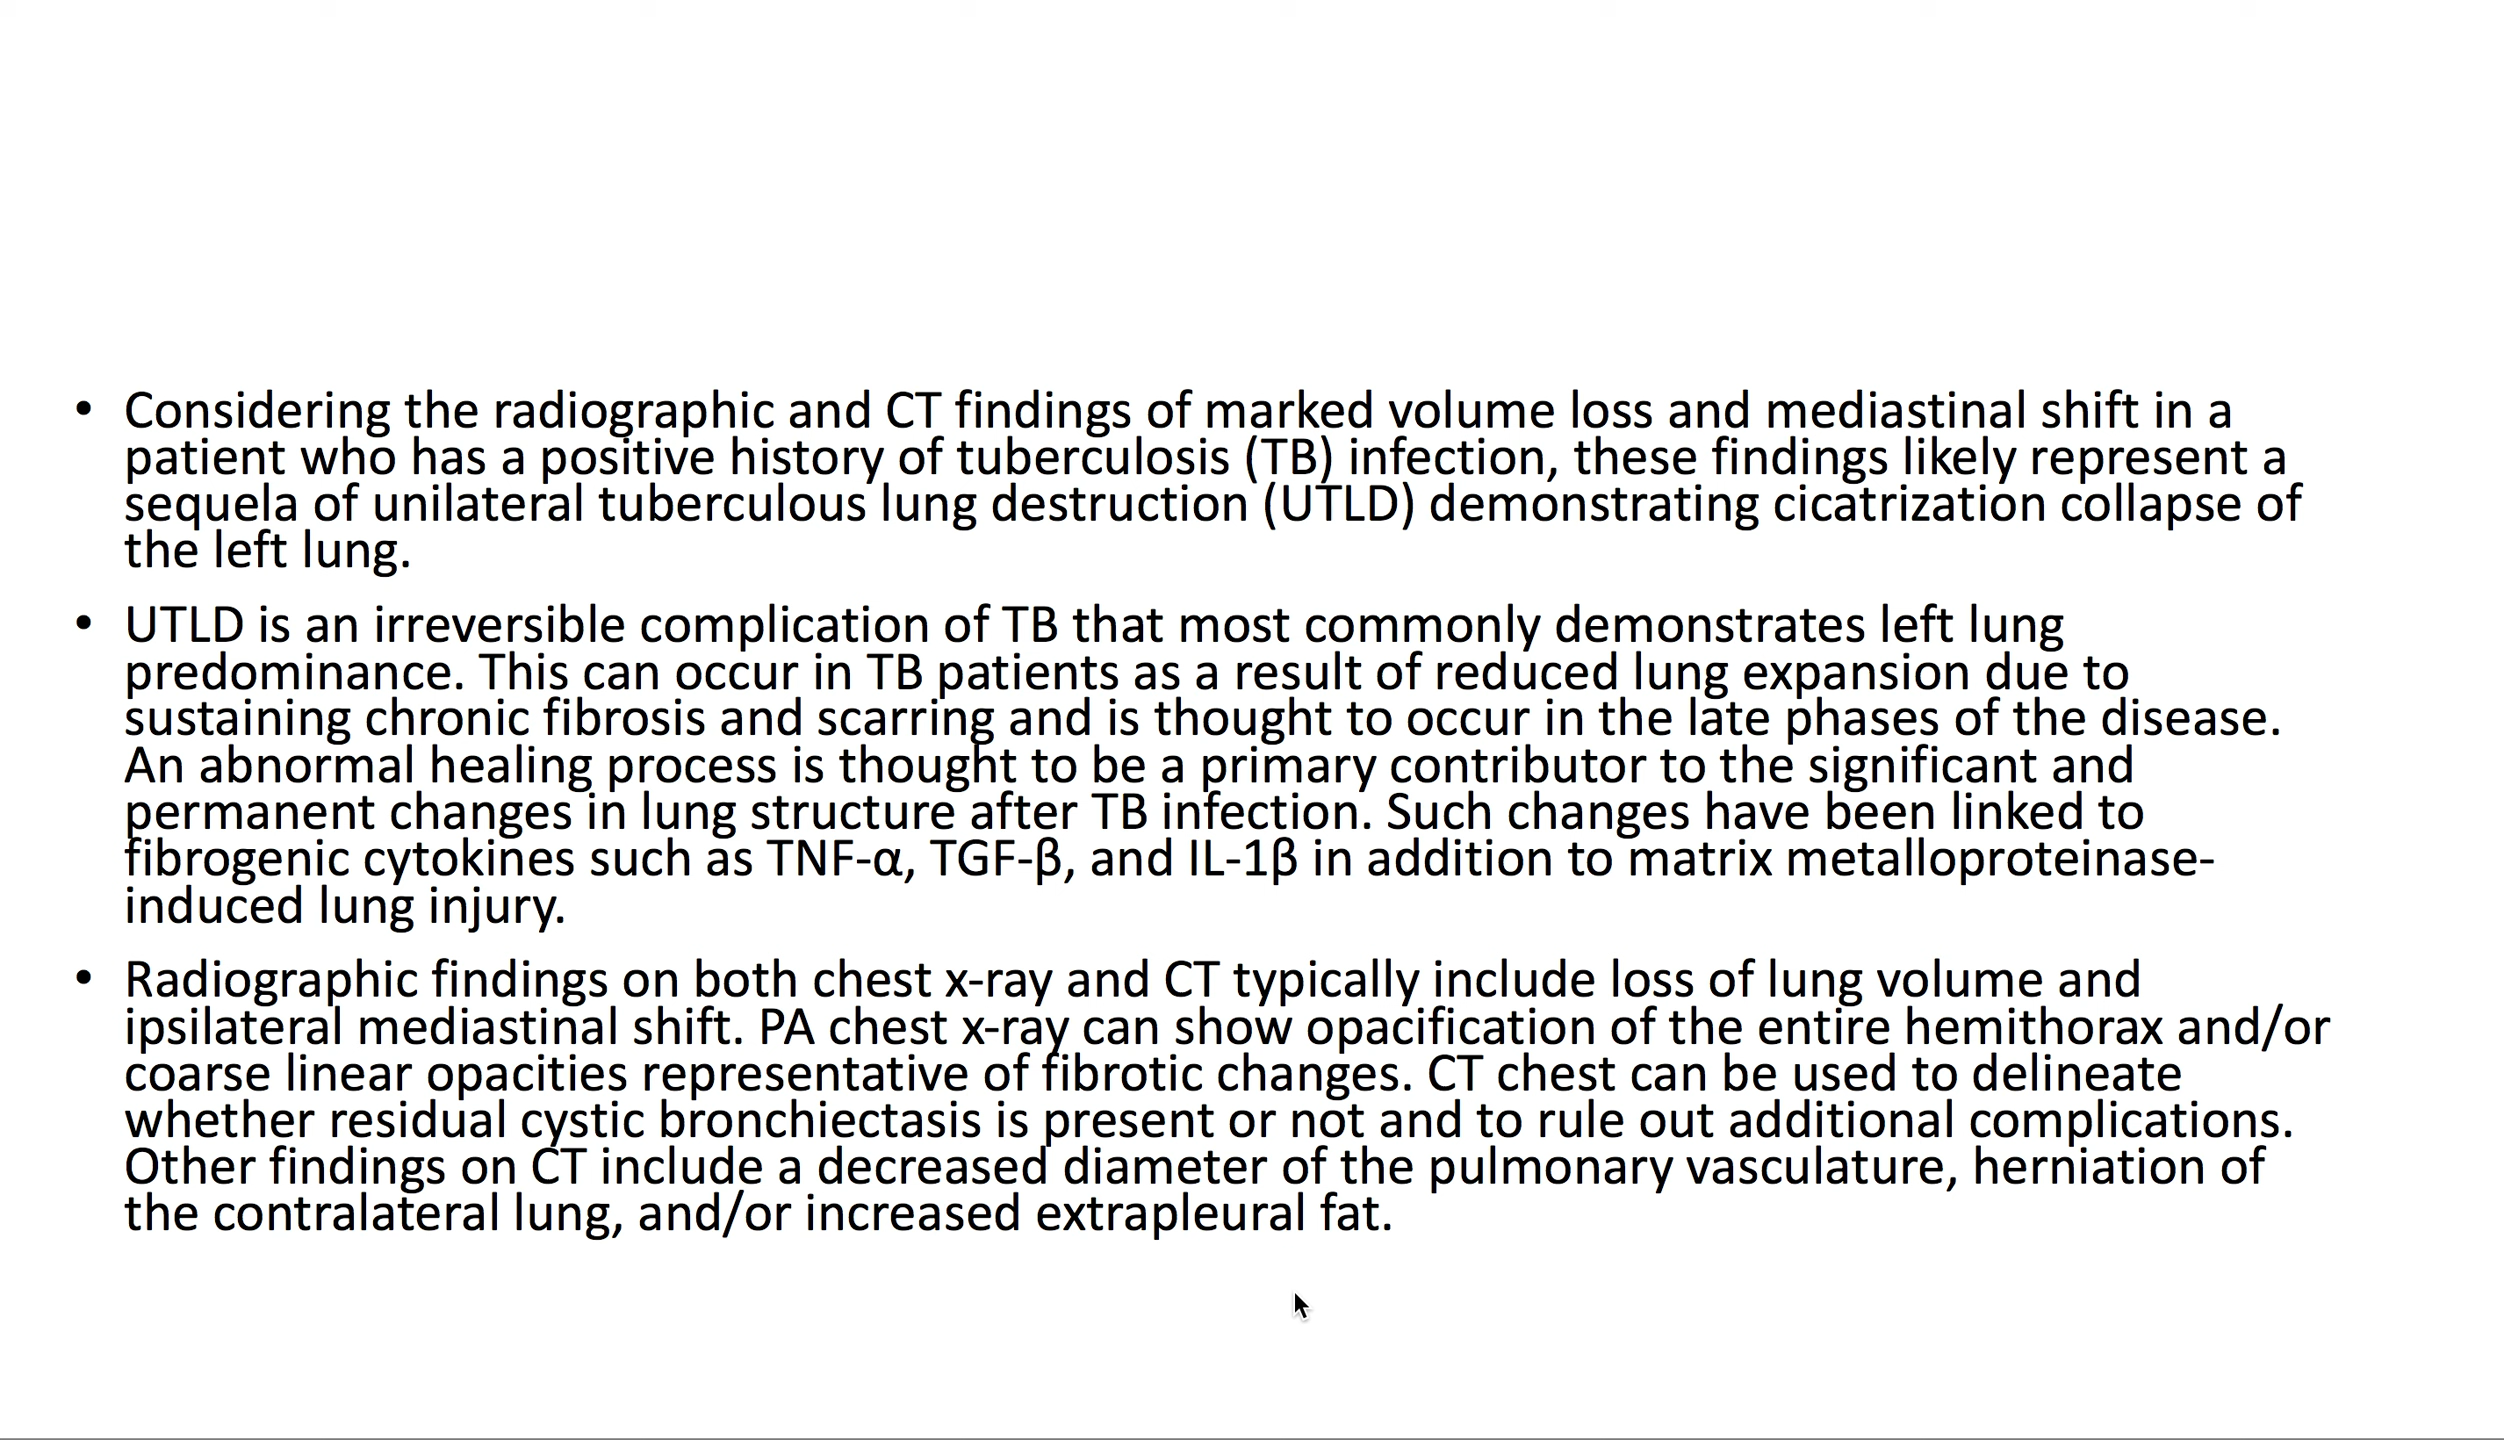 • Considering the radiographic and CT findings of marked volume loss and mediastinal shift in a
patient who has a positive history of tuberculosis (TB) infection, these findings likely represent a
sequela of unilateral tuberculous lung destruction (UTLD) demonstrating cicatrization collapse of
the left lung.
• UTLD is an irreversible complication of TB that most commonly demonstrates left lung
predominance. This can occur in TB patients as a result of reduced lung expansion due to
sustaining chronic fibrosis and scarring and is thought to occur in the late phases of the disease.
An abnormal healing process is thought to be a primary contributor to the significant and
permanent changes in lung structure after TB infection. Such changes have been linked to
fibrogenic cytokines such as TNF-α, TGF-β, and IL-1β in addition to matrix metalloproteinase-
induced lung injury.
• Radiographic findings on both chest x-ray and CT typically include loss of lung volume and
ipsilateral mediastinal shift. PA chest x-ray can show opacification of the entire hemithorax and/or
coarse linear opacities representative of fibrotic changes. CT chest can be used to delineate
whether residual cystic bronchiectasis is present or not and to rule out additional complications.
Other findings on CT include a decreased diameter of the pulmonary vasculature, herniation of
the contralateral lung, and/or increased extrapleural fat.